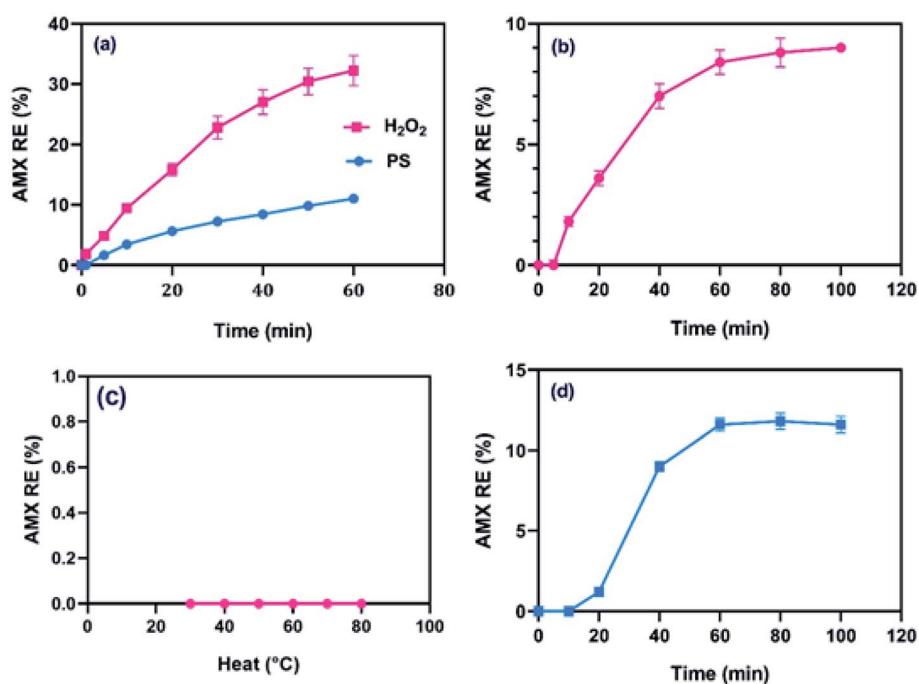 (a)
AMX RE (%)
40
30
20
10
0
H₂O₂
PS
0 20 40 60 80
Time (min)
(b)
AMX RE (%)
10
5
0
0 20 40 60 80 100 120
Time (min)
(c)
AMX RE (%)
1.0
0.8
0.6
0.4
0.2
0.0
0 20 40 60 80 100
Heat (°C)
(d)
AMX RE (%)
15
10
5
0
0 20 40 60 80 100 120
Time (min)